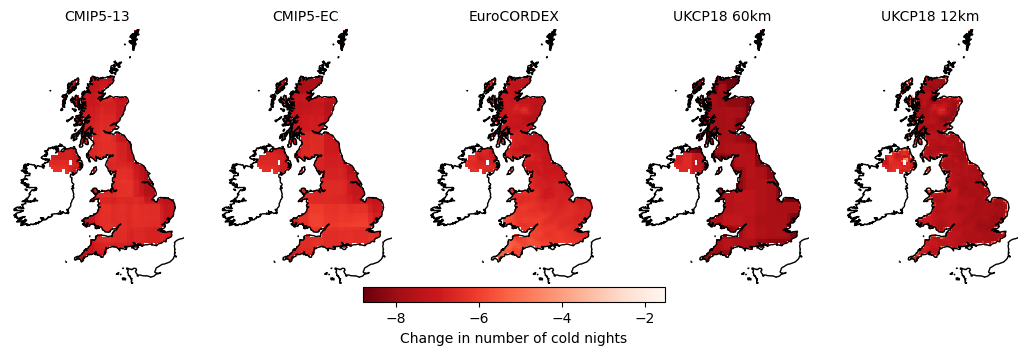 CMIP5-13 CMIP5-EC EuroCORDEX UKCP18 60km UKCP18 12km
−8 −6 −4 −2
Change in number of cold nights